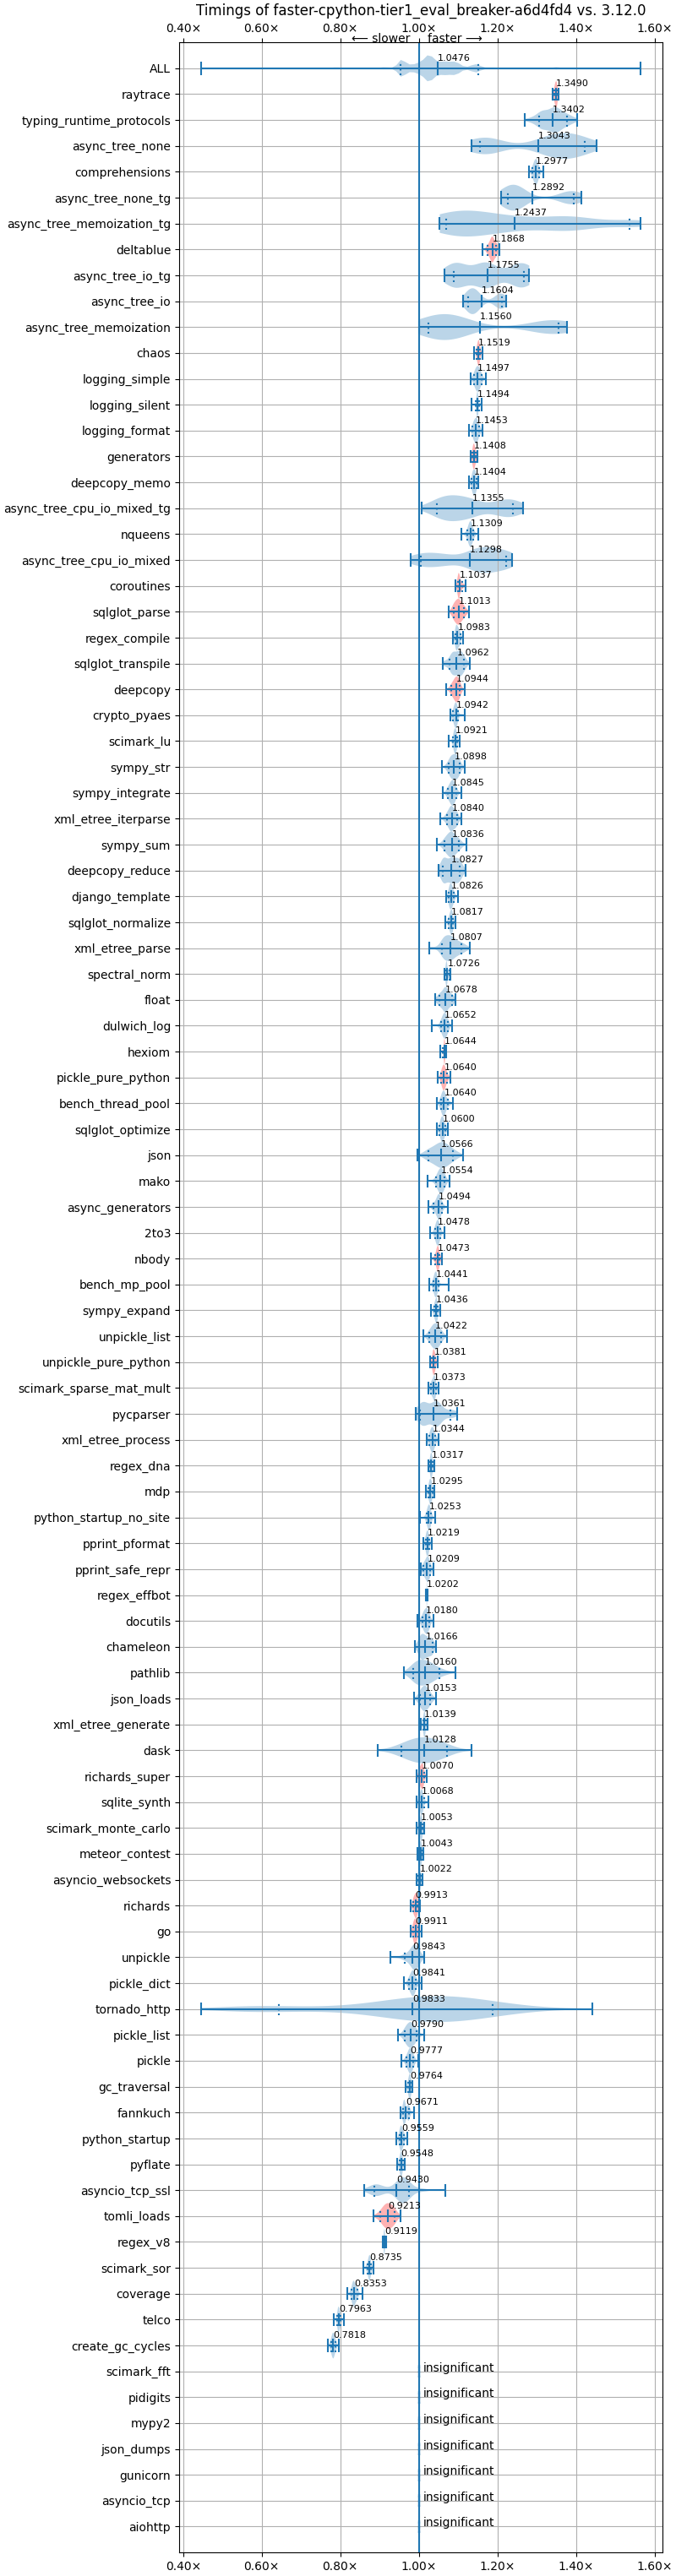 Timings of faster-cpython-tier1_eval_breaker-a6d4fd4 vs. 3.12.0
0.40× 0.60× 0.80× 1.00× 1.20× 1.40× 1.60×
⟵ slower faster ⟶
ALL 1.0476
raytrace 1.3490
typing_runtime_protocols 1.3402
async_tree_none 1.3043
comprehensions 1.2977
async_tree_none_tg 1.2892
async_tree_memoization_tg 1.2437
deltablue 1.1868
async_tree_io_tg 1.1755
async_tree_io 1.1604
async_tree_memoization 1.1560
chaos 1.1519
logging_simple 1.1497
logging_silent 1.1494
logging_format 1.1453
generators 1.1408
deepcopy_memo 1.1404
async_tree_cpu_io_mixed_tg 1.1355
nqueens 1.1309
async_tree_cpu_io_mixed 1.1298
coroutines 1.1037
sqlglot_parse 1.1013
regex_compile 1.0983
sqlglot_transpile 1.0962
deepcopy 1.0944
crypto_pyaes 1.0942
scimark_lu 1.0921
sympy_str 1.0898
sympy_integrate 1.0845
xml_etree_iterparse 1.0840
sympy_sum 1.0836
deepcopy_reduce 1.0827
django_template 1.0826
sqlglot_normalize 1.0817
xml_etree_parse 1.0807
spectral_norm 1.0726
float 1.0678
dulwich_log 1.0652
hexiom 1.0644
pickle_pure_python 1.0640
bench_thread_pool 1.0640
sqlglot_optimize 1.0600
json 1.0566
mako 1.0554
async_generators 1.0494
2to3 1.0478
nbody 1.0473
bench_mp_pool 1.0441
sympy_expand 1.0436
unpickle_list 1.0422
unpickle_pure_python 1.0381
scimark_sparse_mat_mult 1.0373
pycparser 1.0361
xml_etree_process 1.0344
regex_dna 1.0317
mdp 1.0295
python_startup_no_site 1.0253
pprint_pformat 1.0219
pprint_safe_repr 1.0209
regex_effbot 1.0202
docutils 1.0180
chameleon 1.0166
pathlib 1.0160
json_loads 1.0153
xml_etree_generate 1.0139
dask 1.0128
richards_super 1.0070
sqlite_synth 1.0068
scimark_monte_carlo 1.0053
meteor_contest 1.0043
asyncio_websockets 1.0022
richards 0.9913
go 0.9911
unpickle 0.9843
pickle_dict 0.9841
tornado_http 0.9833
pickle_list 0.9790
pickle 0.9777
gc_traversal 0.9764
fannkuch 0.9671
python_startup 0.9559
pyflate 0.9548
asyncio_tcp_ssl 0.9430
tomli_loads 0.9213
regex_v8 0.9119
scimark_sor 0.8735
coverage 0.8353
telco 0.7963
create_gc_cycles 0.7818
scimark_fft insignificant
pidigits insignificant
mypy2 insignificant
json_dumps insignificant
gunicorn insignificant
asyncio_tcp insignificant
aiohttp insignificant
0.40× 0.60× 0.80× 1.00× 1.20× 1.40× 1.60×